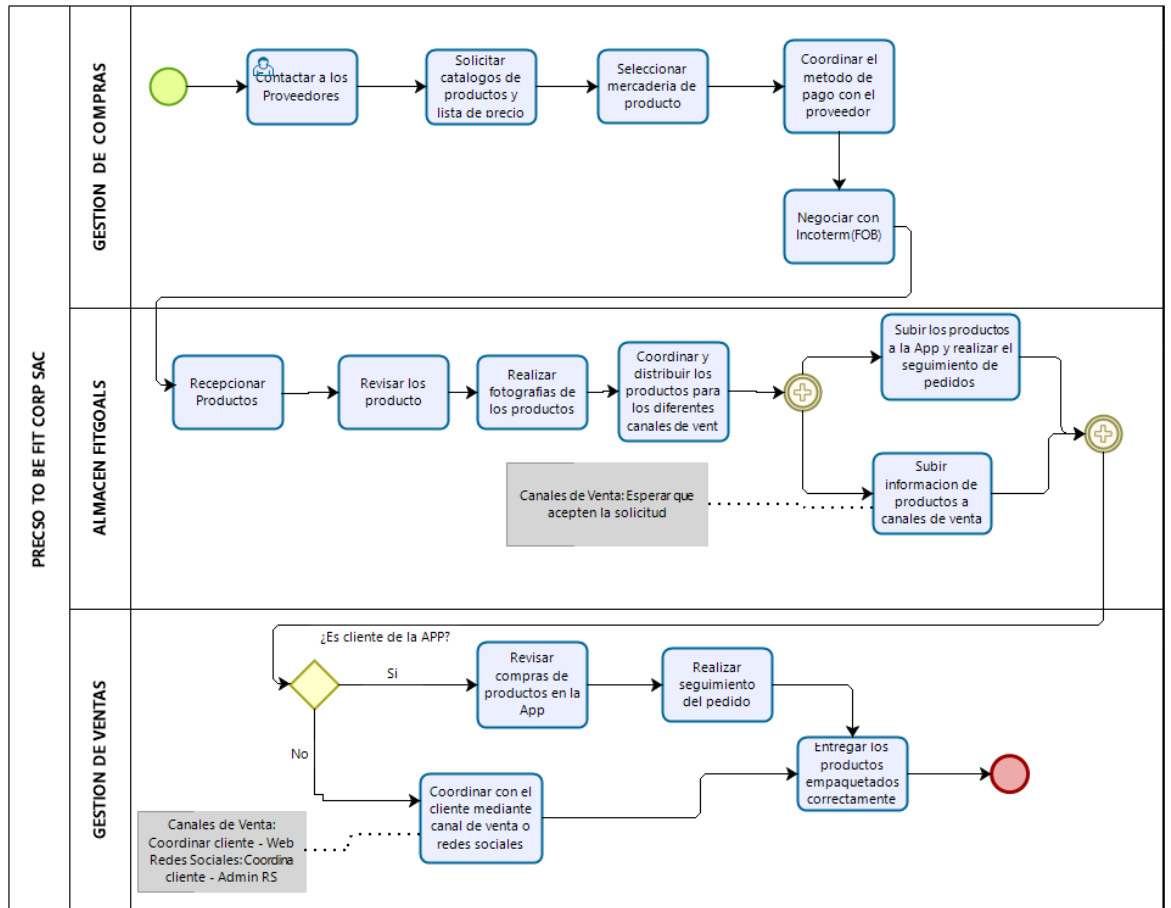 PRECSO TO BE FIT CORP SAC
GESTION DE COMPRAS
Contactar a los
Proveedores
Solicitar
catalogos de
productos y
lista de precio
Seleccionar
mercaderia de
producto
Coordinar el
metodo de
pago con el
proveedor
Negociar con
Incoterm(FOB)
ALMACEN FITGOALS
Recepcionar
Productos
Revisar los
producto
Realizar
fotografias de
los productos
Coordinar y
distribuir los
productos para
los diferentes
canales de vent
Subir los productos
a la App y realizar el
seguimiento de
pedidos
Subir
informacion de
productos a
canales de venta
Canales de Venta: Esperar que
acepten la solicitud
GESTION DE VENTAS
¿Es cliente de la APP?
Si
No
Revisar
compras de
productos en la
App
Realizar
seguimiento
del pedido
Entregar los
productos
empaquetados
correctamente
Coordinar con el
cliente mediante
canal de venta o
redes sociales
Canales de Venta:
Coordinar cliente - Web
Redes Sociales: Coordina
cliente - Admin RS